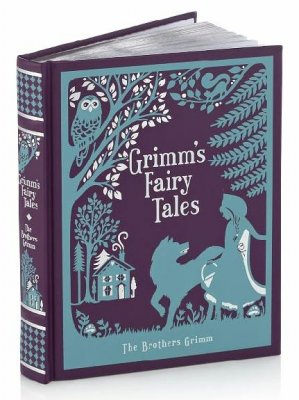 Grimm's
Fairy
Tales
The Brothers Grimm
Grimm's
Fairy Tales
The
Brothers
Grimm